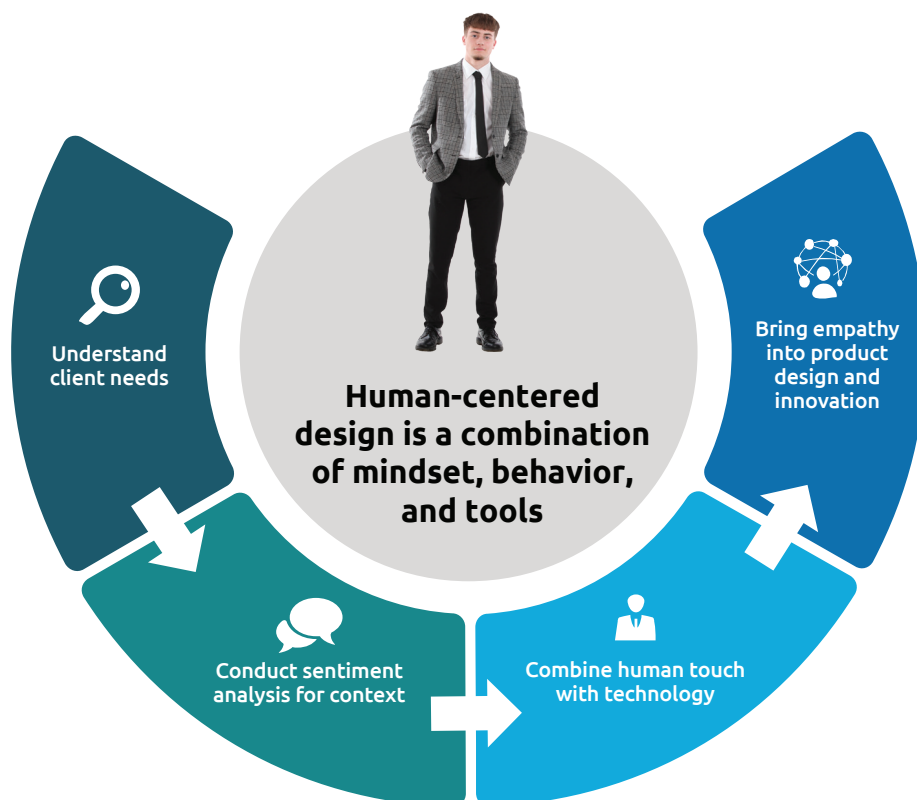 Understand
client needs
Conduct sentiment
analysis for context
Combine human touch
with technology
Bring empathy
into product
design and
innovation
Human-centered
design is a combination
of mindset, behavior,
and tools